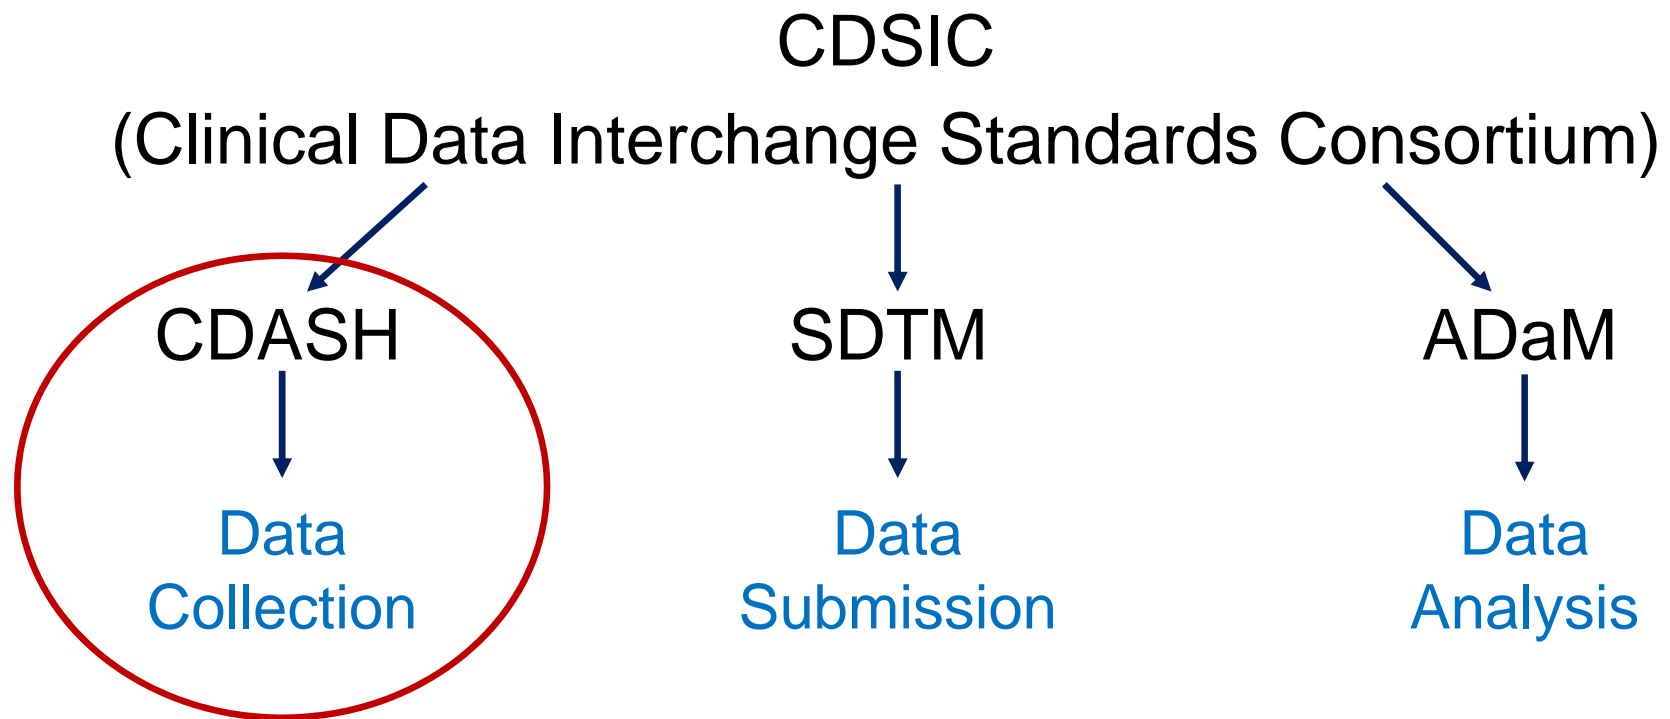 CDSIC
(Clinical Data Interchange Standards Consortium)
CDASH
SDTM
ADaM
Data
Collection
Data
Submission
Data
Analysis